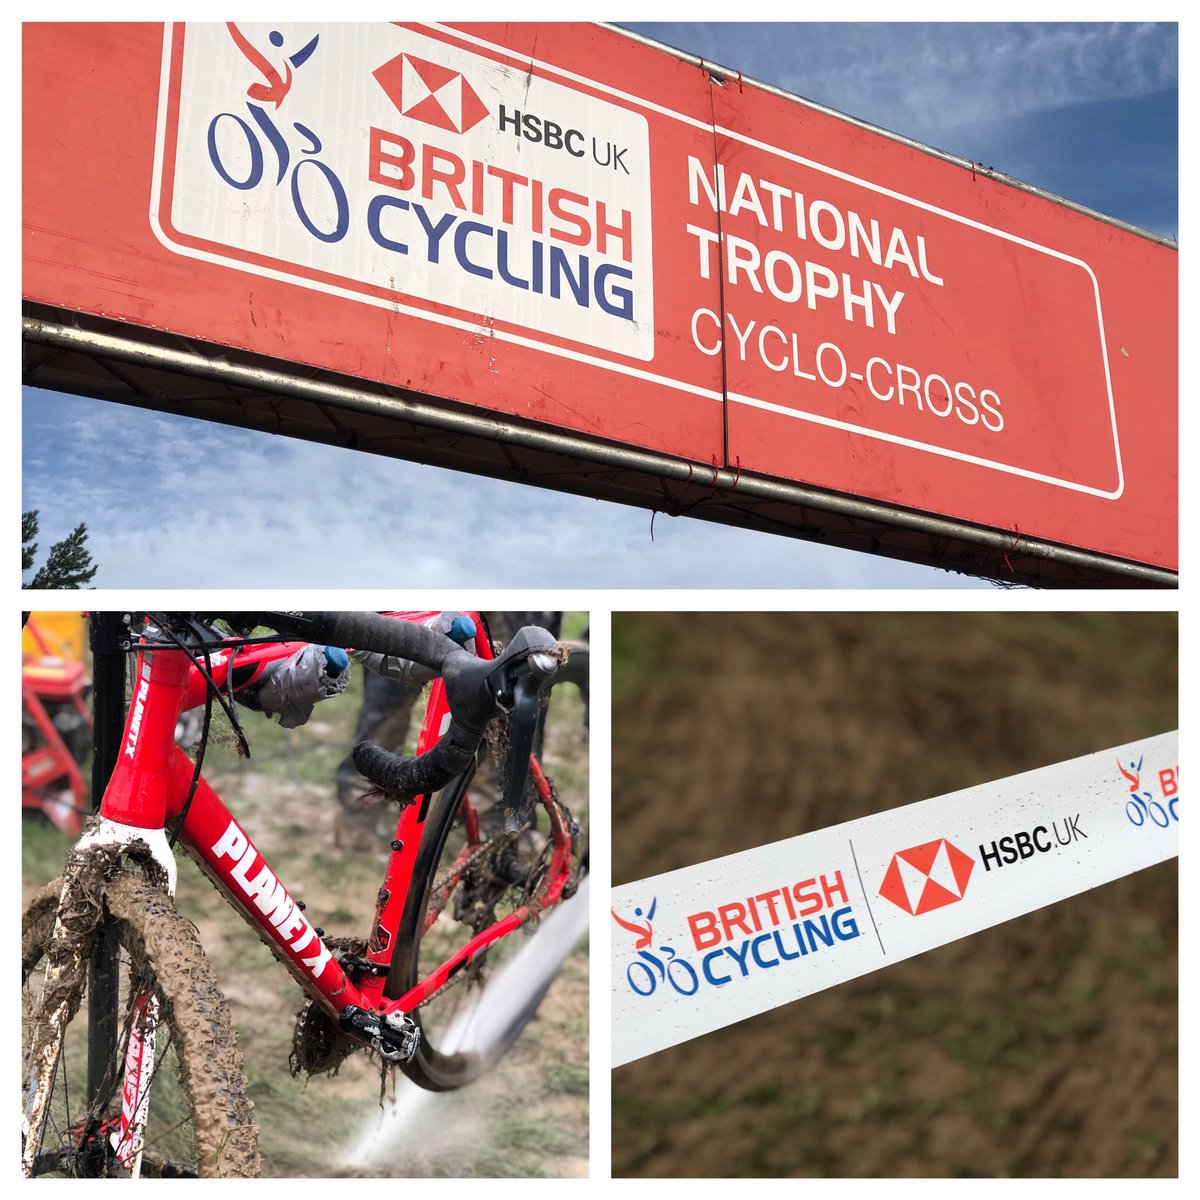 HSBC UK
BRITISH
CYCLING
NATIONAL
TROPHY
CYCLO-CROSS
PLANET X
PLANET X
BRITISH
CYCLING
HSBC UK